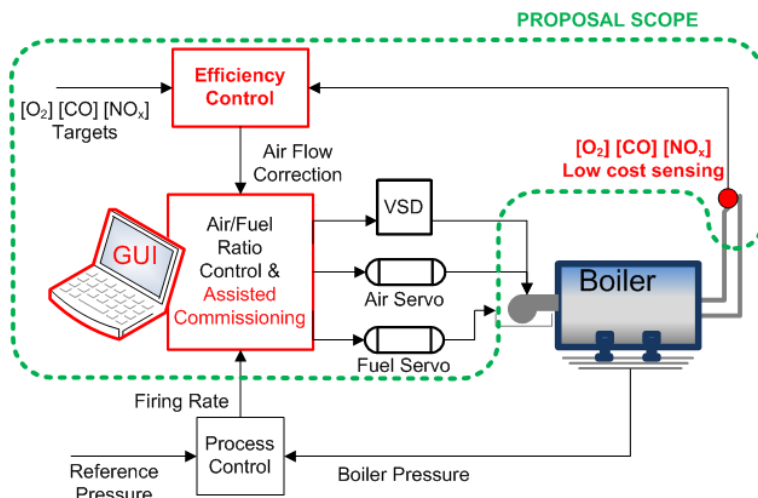 PROPOSAL SCOPE
Efficiency
Control
[O₂] [CO] [NOₓ]
Targets
Air Flow
Correction
[O₂] [CO] [NOₓ]
Low cost sensing
GUI
Air/Fuel
Ratio
Control &
Assisted
Commissioning
VSD
Air Servo
Fuel Servo
Boiler
Firing Rate
Process
Control
Reference
Pressure
Boiler Pressure